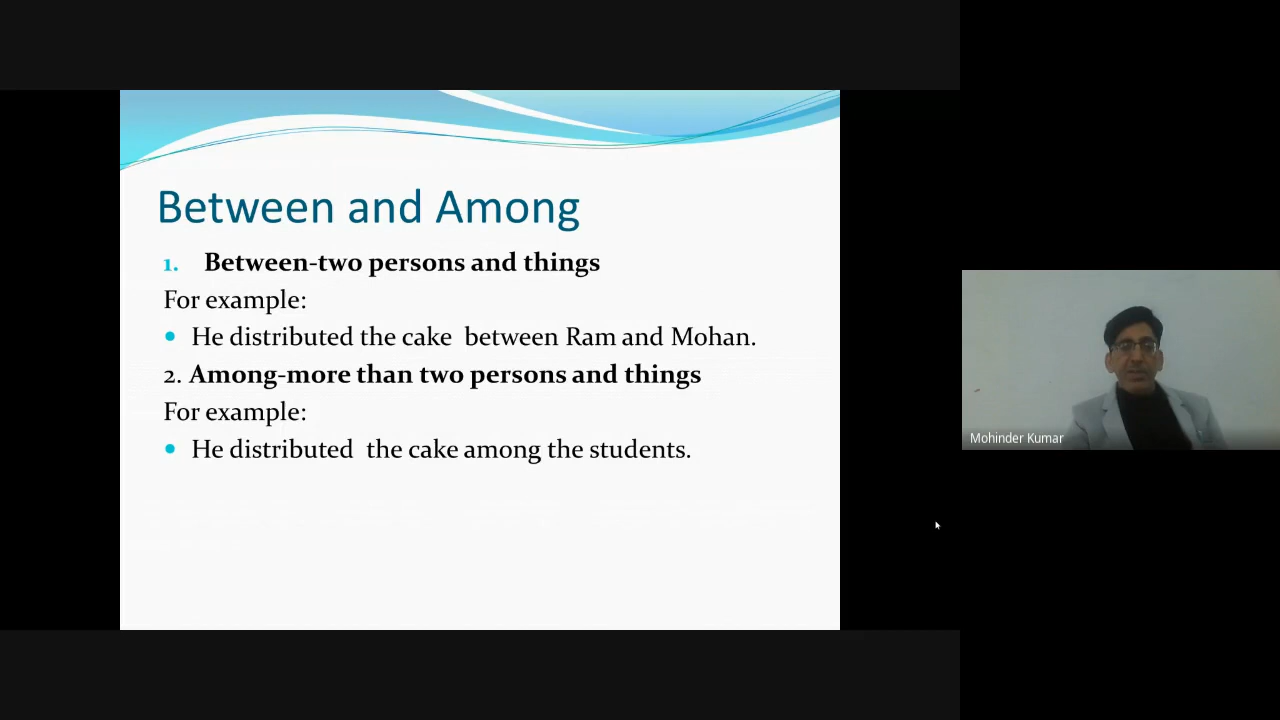 Between and Among
1. Between-two persons and things
For example:
• He distributed the cake between Ram and Mohan.
2. Among-more than two persons and things
For example:
• He distributed the cake among the students.
Mohinder Kumar